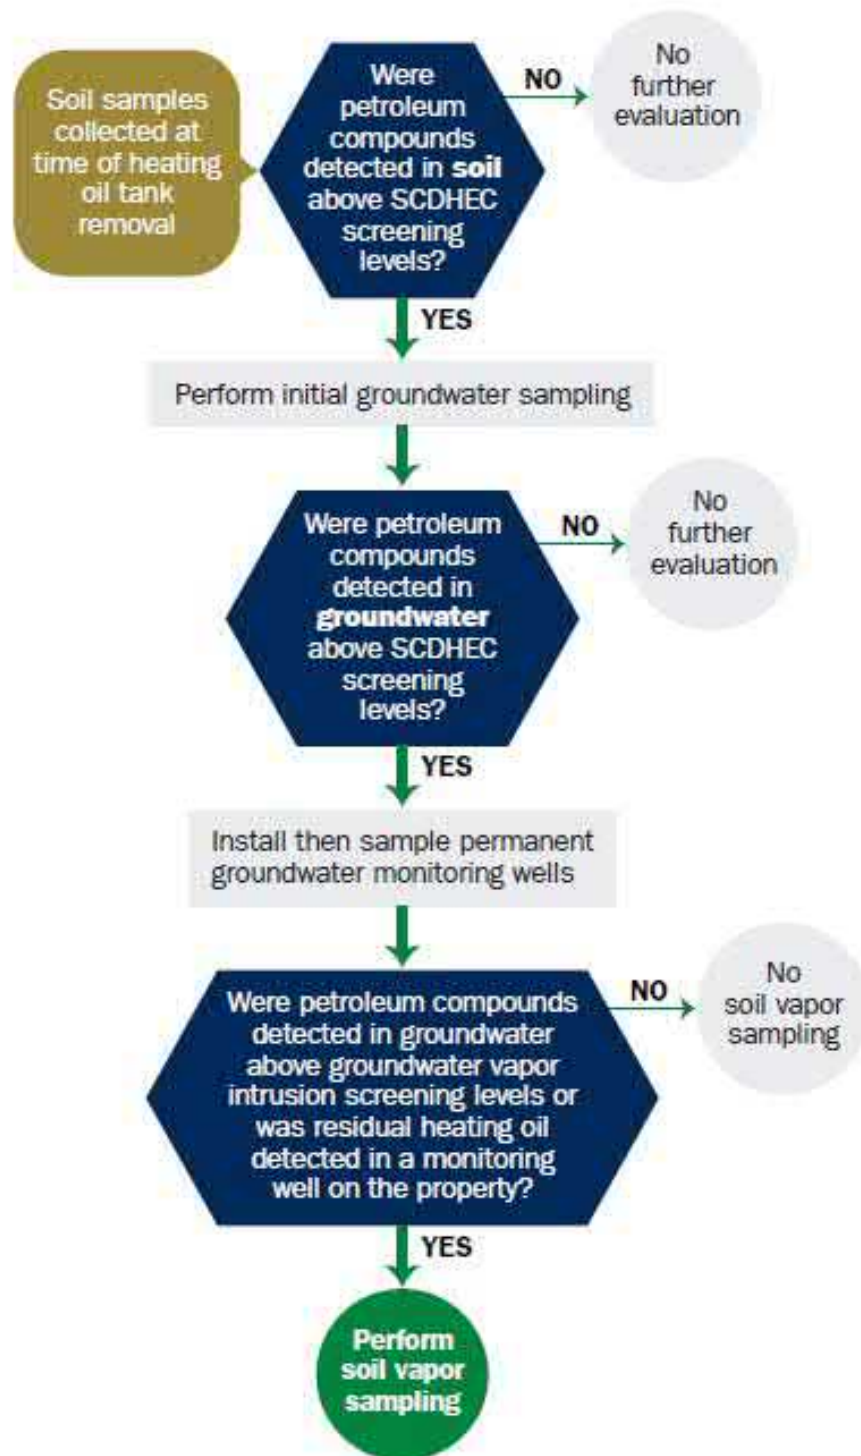 Soil samples
collected at
time of heating
oil tank
removal
Were
petroleum
compounds
detected in soil
above SCDHEC
screening
levels?
NO
No
further
evaluation
YES
Perform initial groundwater sampling
Were petroleum
compounds
detected in
groundwater
above SCDHEC
screening
levels?
NO
No
further
evaluation
YES
Install then sample permanent
groundwater monitoring wells
Were petroleum compounds
detected in groundwater
above groundwater vapor
intrusion screening levels or
was residual heating oil
detected in a monitoring
well on the property?
NO
No
soil vapor
sampling
YES
Perform
soil vapor
sampling